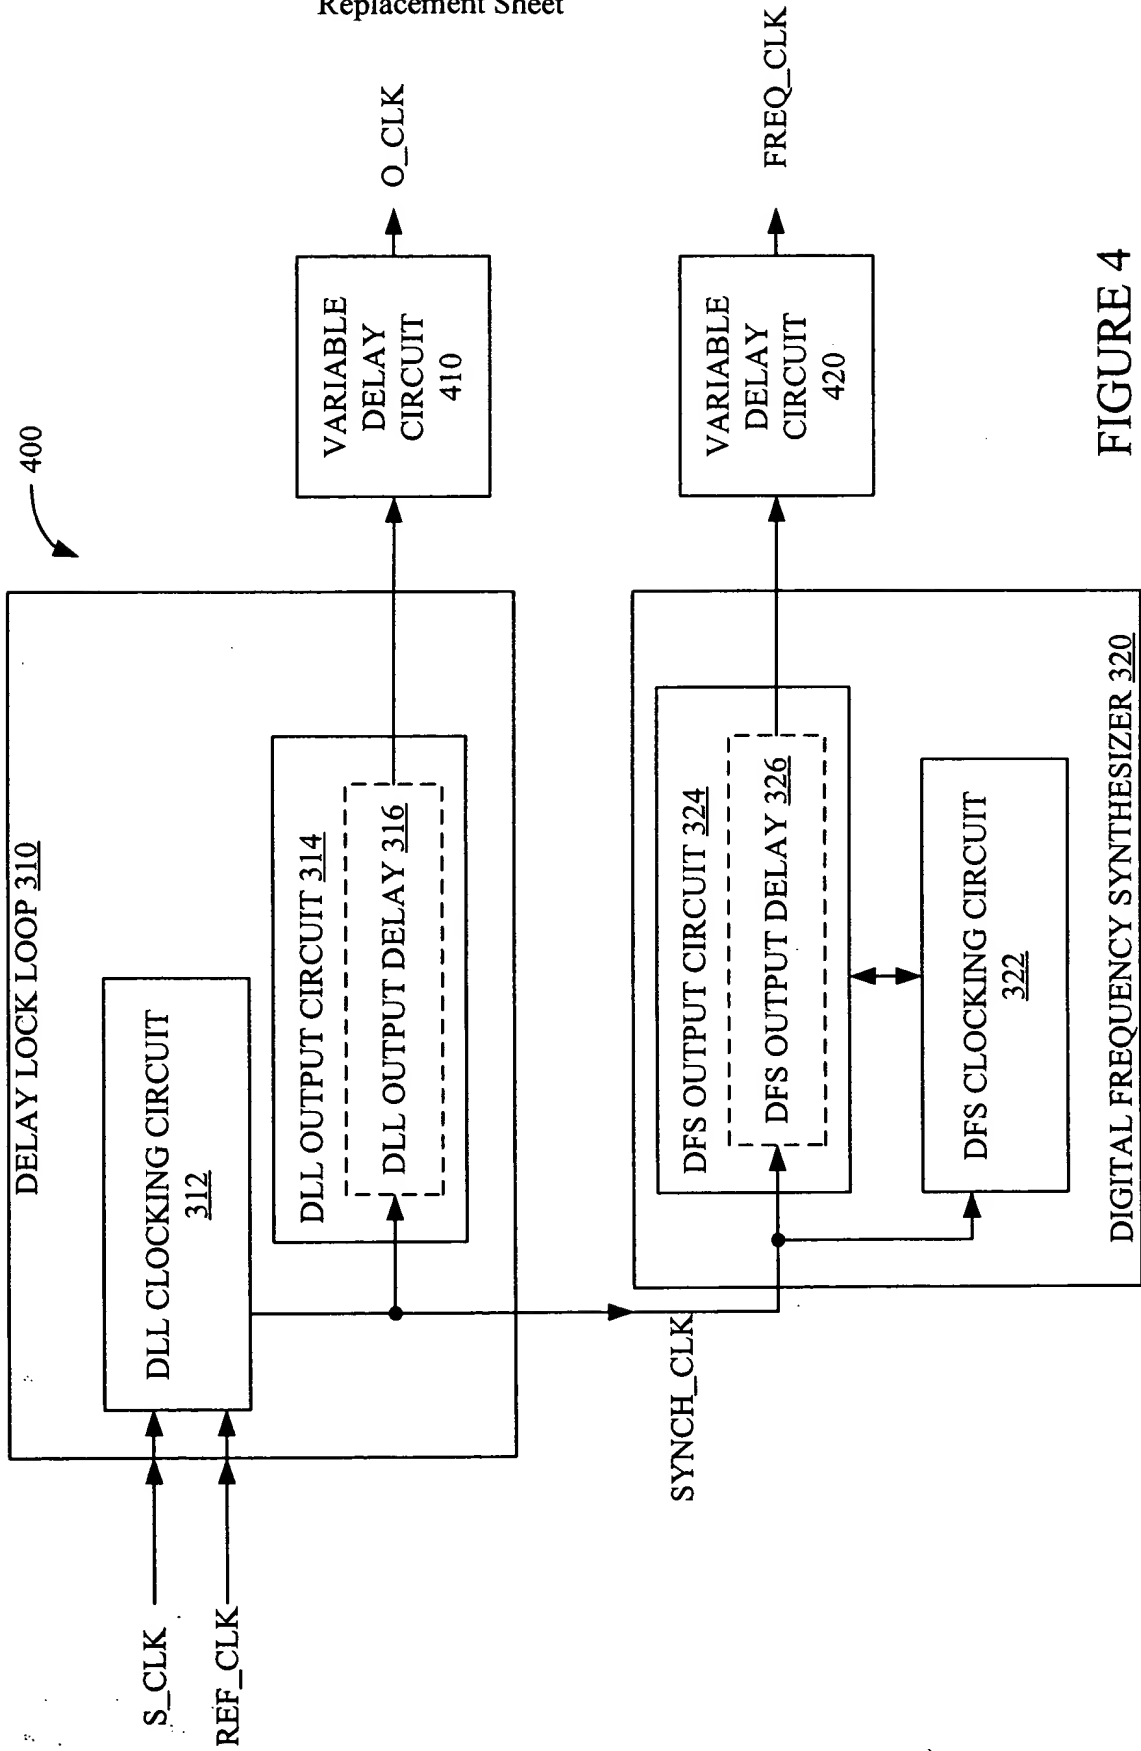 Replacement Sheet
400
DELAY LOCK LOOP 310
S_CLK
REF_CLK
DLL CLOCKING CIRCUIT
312
DLL OUTPUT CIRCUIT 314
DLL OUTPUT DELAY 316
VARIABLE
DELAY
CIRCUIT
410
O_CLK
SYNCH_CLK
DFS OUTPUT CIRCUIT 324
DFS OUTPUT DELAY 326
VARIABLE
DELAY
CIRCUIT
420
FREQ_CLK
DFS CLOCKING CIRCUIT
322
DIGITAL FREQUENCY SYNTHESIZER 320
FIGURE 4